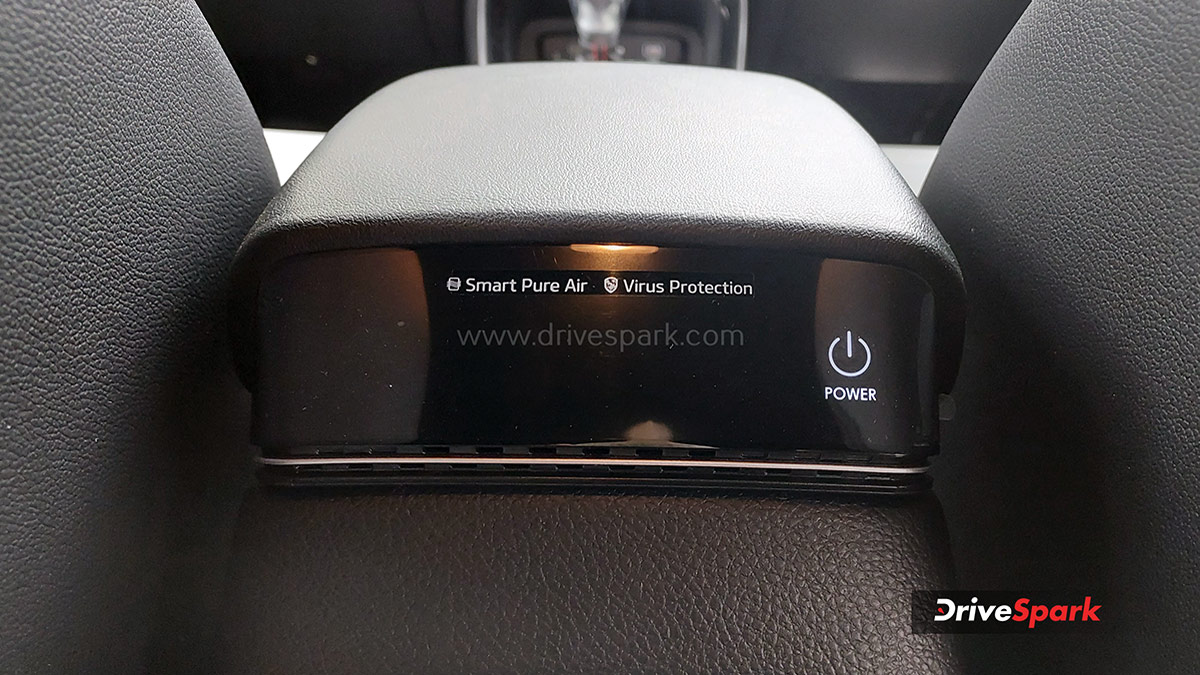 Smart Pure Air Virus Protection
www.drivespark.com
POWER
DriveSpark